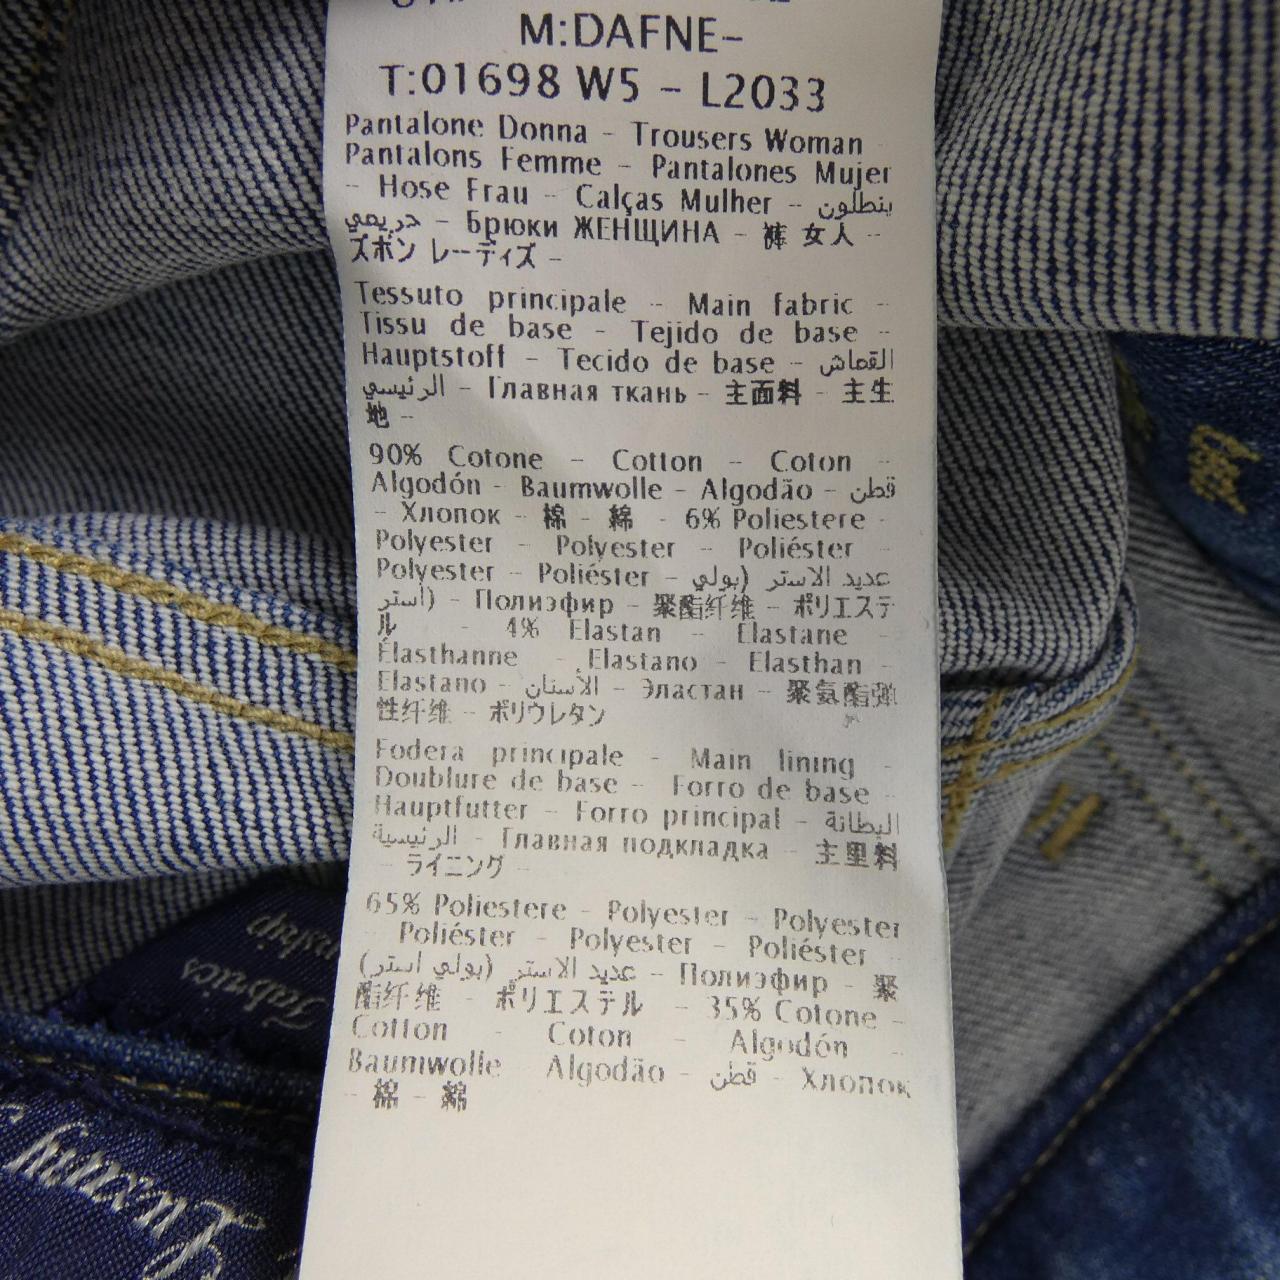 M:DAFNE-
T:01698 W5 - L2033
Pantalone Donna - Trousers Woman -
Pantalons Femme - Pantalones Mujer
- Hose Frau - Calças Mulher - بنطلون
حريمي - Брюки ЖЕНЩИНА - 裤 女人 -
ズボン レーディズ -
Tessuto principale - Main fabric -
Tissu de base - Tejido de base -
Hauptstoff - Tecido de base - القماش
الرئيسي - Главная ткань - 主面料 - 主生
地 -
90% Cotone - Cotton - Coton -
Algodón - Baumwolle - Algodão - قطن
- Хлопок - 棉 - 綿 - 6% Poliestere -
Polyester - Polyester - Poliéster -
Polyester - Poliéster - عديد الاستر (بولي
أستر) - Полиэфир - 聚酯纤维 - ポリエステ
ル - 4% Elastan - Elastane -
Élasthanne - Elastano - Elasthan -
Elastano - الأسنان - Эластан - 聚氨酯弹
性纤维 - ポリウレタン
Fodera principale - Main lining -
Doublure de base - Forro de base -
Hauptfutter - Forro principal - البطانة
الرئيسية - Главная подкладка - 主里料
- ライニング -
65% Poliestere - Polyester - Polyester
- Poliéster - Polyester - Poliéster -
عديد الاستر (بولي استر) - Полиэфир - 聚
酯纤维 - ポリエステル - 35% Cotone -
Cotton - Coton - Algodón -
Baumwolle Algodão - قطن - Хлопок
- 棉 - 綿
Fabrics
Luxury